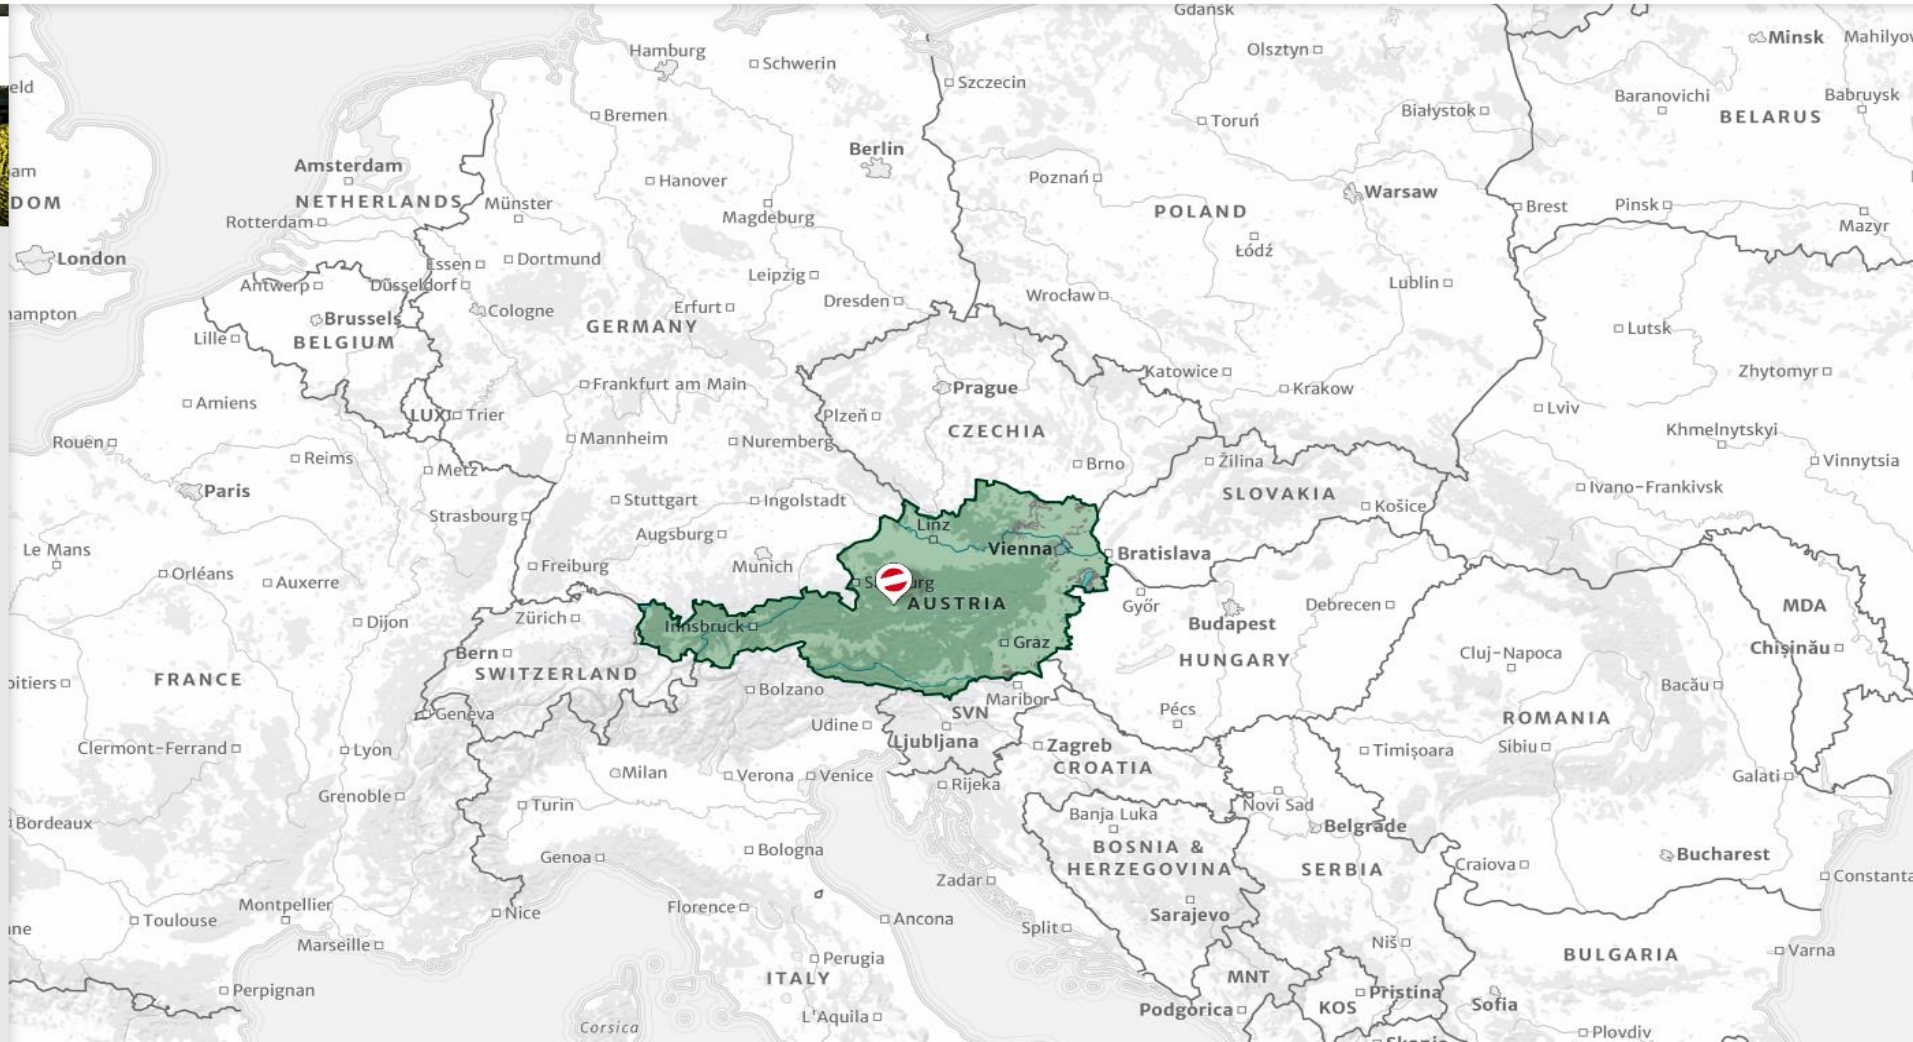 Gdańsk
Hamburg
Schwerin
Olsztyn
Minsk
Mahilyov
eld
Szczecin
Baranovichi
Babruysk
Bremen
Toruń
Białystok
BELARUS
Berlin
Amsterdam
am
Hanover
Poznań
Warsaw
DOM
NETHERLANDS
Münster
Magdeburg
POLAND
Brest
Pinsk
Rotterdam
Mazyr
London
Essen
Dortmund
Łódź
Leipzig
Antwerp
Düsseldorf
Lublin
Dresden
Wrocław
hampton
Brussels
Cologne
Erfurt
GERMANY
Lutsk
Lille
BELGIUM
Katowice
Zhytomyr
Frankfurt am Main
Prague
Krakow
Amiens
LUX
Trier
Plzeň
Lviv
Rouen
Mannheim
Nuremberg
CZECHIA
Khmelnytskyi
Reims
Metz
Brno
Žilina
Vinnytsia
Paris
Stuttgart
Ingolstadt
SLOVAKIA
Ivano-Frankivsk
Strasbourg
Košice
Linz
Augsburg
Le Mans
Vienna
Bratislava
Orléans
Auxerre
Freiburg
Munich
AUSTRIA
Győr
Debrecen
MDA
Dijon
Zürich
Innsbruck
Budapest
Graz
Bern
Cluj-Napoca
Chișinău
FRANCE
SWITZERLAND
HUNGARY
oitiers
Bolzano
Maribor
Bacău
Geneva
Udine
SVN
Pécs
ROMANIA
Clermont-Ferrand
Lyon
Ljubljana
Zagreb
Timișoara
Sibiu
CROATIA
Milan
Verona
Venice
Galați
Grenoble
Turin
Rijeka
Novi Sad
Bordeaux
Banja Luka
Belgrade
BOSNIA &
HERZEGOVINA
Genoa
Bologna
Bucharest
SERBIA
Craiova
Constanta
Zadar
Montpellier
Florence
Toulouse
Nice
Ancona
Sarajevo
ne
Split
Marseille
Niš
BULGARIA
Varna
Perugia
ITALY
MNT
Perpignan
Pristina
KOS
Sofia
Podgorica
L'Aquila
Corsica
Plovdiv
Skopje